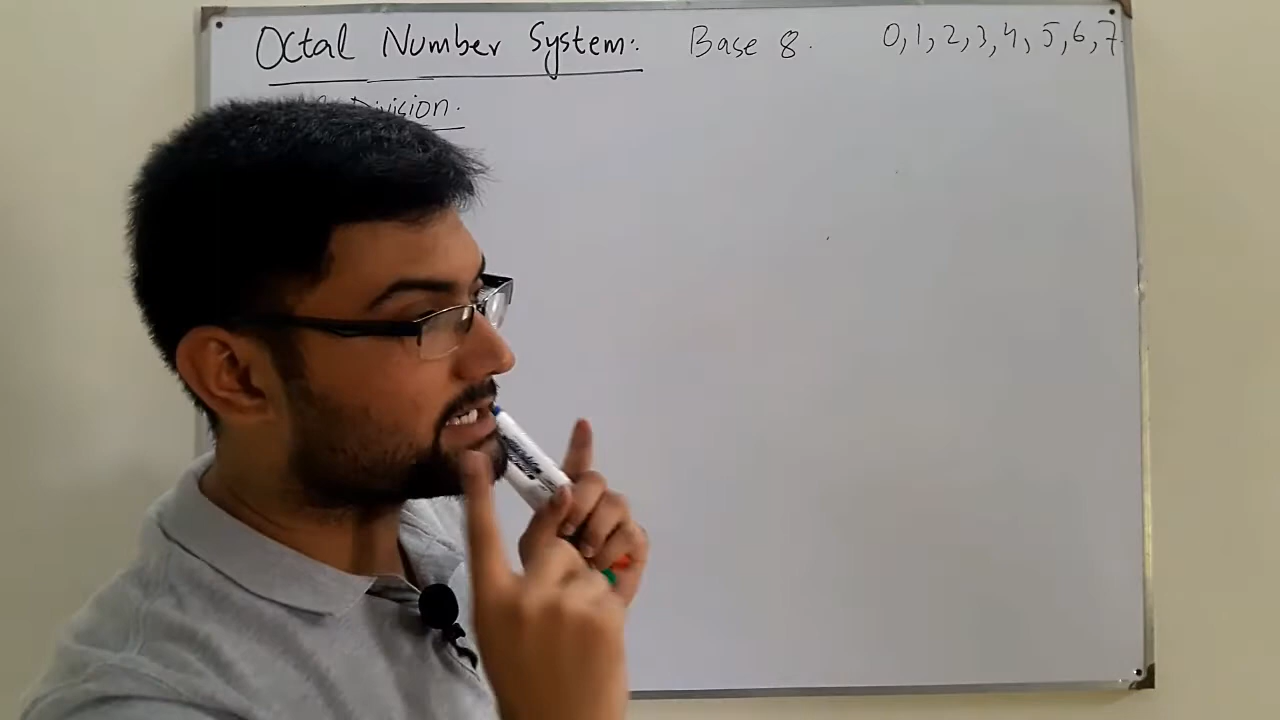 Octal Number System:. Base 8. 0, 1, 2, 3, 4, 5, 6, 7.
Division.